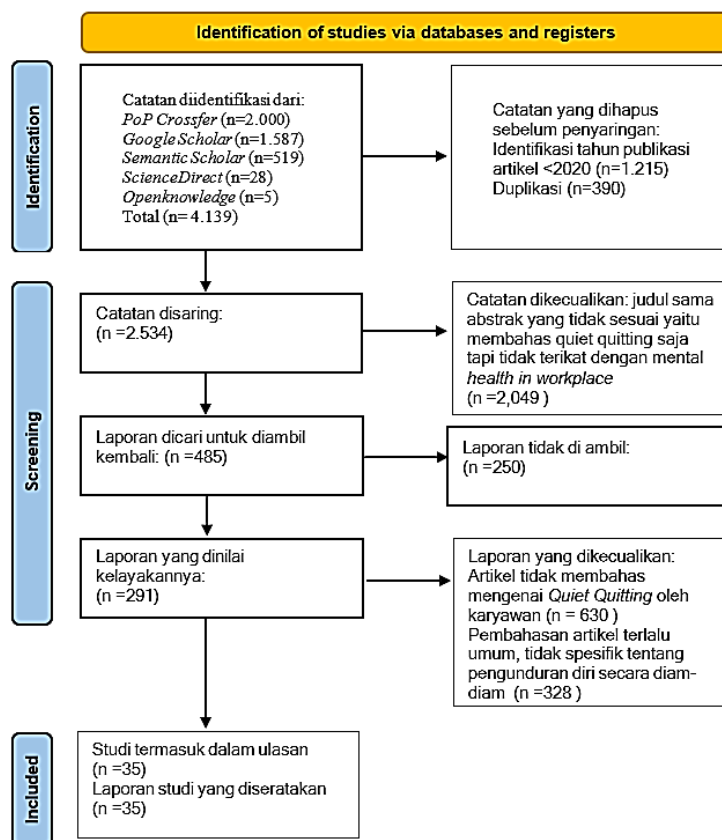 Identification of studies via databases and registers
Identification
Catatan diidentifikasi dari:
PoP Crossfer (n=2.000)
Google Scholar (n=1.587)
Semantic Scholar (n=519)
ScienceDirect (n=28)
Openknowledge (n=5)
Total (n= 4.139)
Catatan yang dihapus
sebelum penyaringan:
Identifikasi tahun publikasi
artikel <2020 (n=1.215)
Duplikasi (n=390)
Screening
Catatan disaring:
(n =2.534)
Catatan dikecualikan: judul sama
abstrak yang tidak sesuai yaitu
membahas quiet quitting saja
tapi tidak terikat dengan mental
health in workplace
(n =2,049 )
Laporan dicari untuk diambil
kembali: (n =485)
Laporan tidak di ambil:
(n =250)
Laporan yang dinilai
kelayakannya:
(n =291)
Laporan yang dikecualikan:
Artikel tidak membahas
mengenai Quiet Quitting oleh
karyawan (n = 630 )
Pembahasan artikel terlalu
umum, tidak spesifik tentang
pengunduran diri secara diam-
diam (n =328 )
Included
Studi termasuk dalam ulasan
(n =35)
Laporan studi yang diseratakan
(n =35)